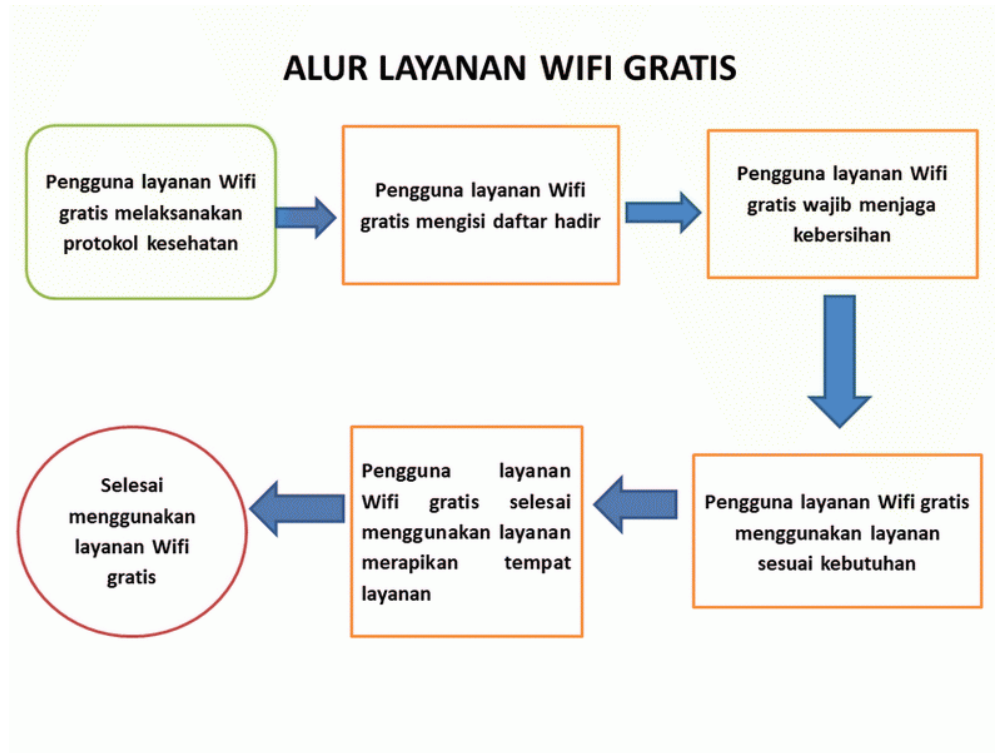 ALUR LAYANAN WIFI GRATIS
Pengguna layanan Wifi
gratis melaksanakan
protokol kesehatan
Pengguna layanan Wifi
gratis mengisi daftar hadir
Pengguna layanan Wifi
gratis wajib menjaga
kebersihan
Pengguna layanan Wifi gratis
menggunakan layanan
sesuai kebutuhan
Pengguna layanan
Wifi gratis selesai
menggunakan layanan
merapikan tempat
layanan
Selesai
menggunakan
layanan Wifi
gratis